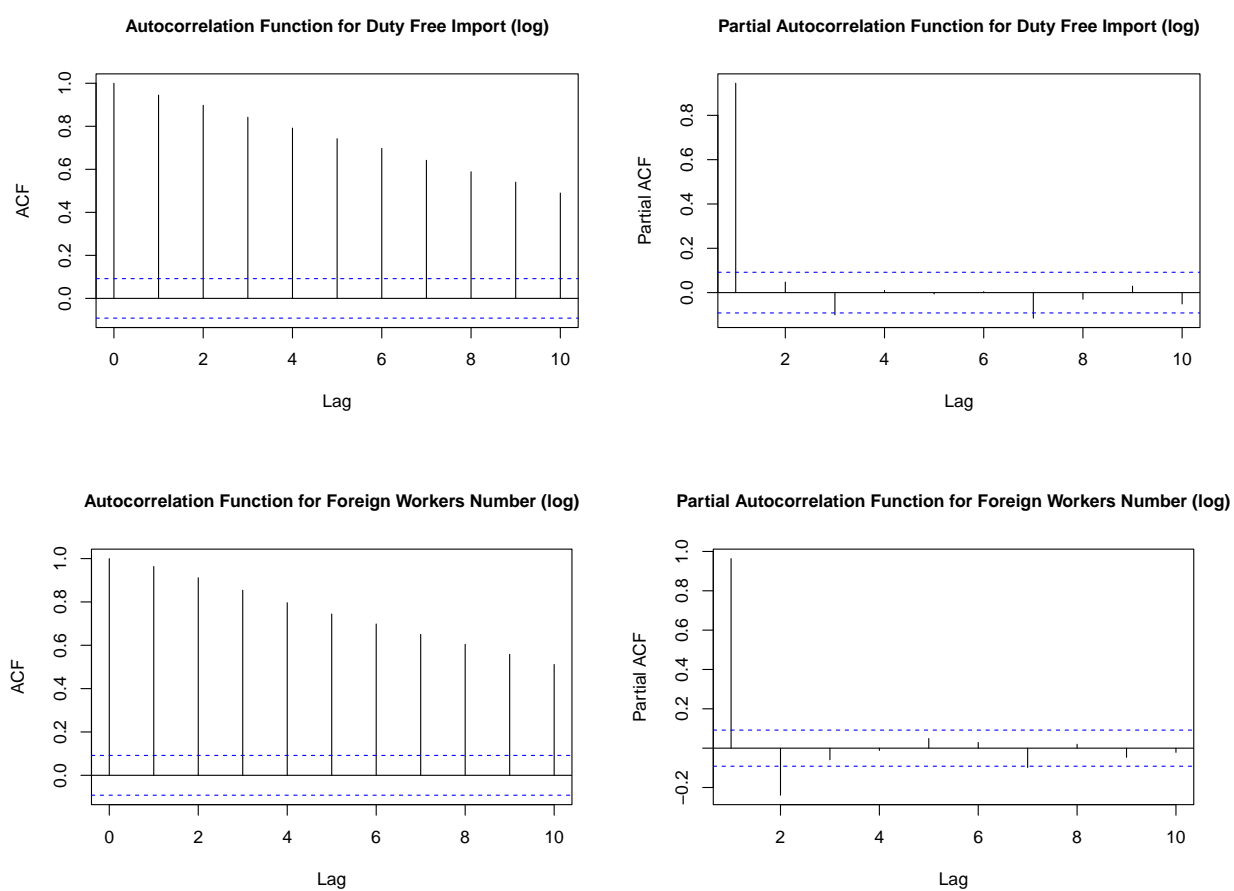 Autocorrelation Function for Duty Free Import (log)
ACF
1.0
0.8
0.6
0.4
0.2
0.0
0 2 4 6 8 10
Lag
Partial Autocorrelation Function for Duty Free Import (log)
Partial ACF
0.8
0.6
0.4
0.2
0.0
2 4 6 8 10
Lag
Autocorrelation Function for Foreign Workers Number (log)
ACF
1.0
0.8
0.6
0.4
0.2
0.0
0 2 4 6 8 10
Lag
Partial Autocorrelation Function for Foreign Workers Number (log)
Partial ACF
1.0
0.8
0.6
0.4
0.2
−0.2
2 4 6 8 10
Lag